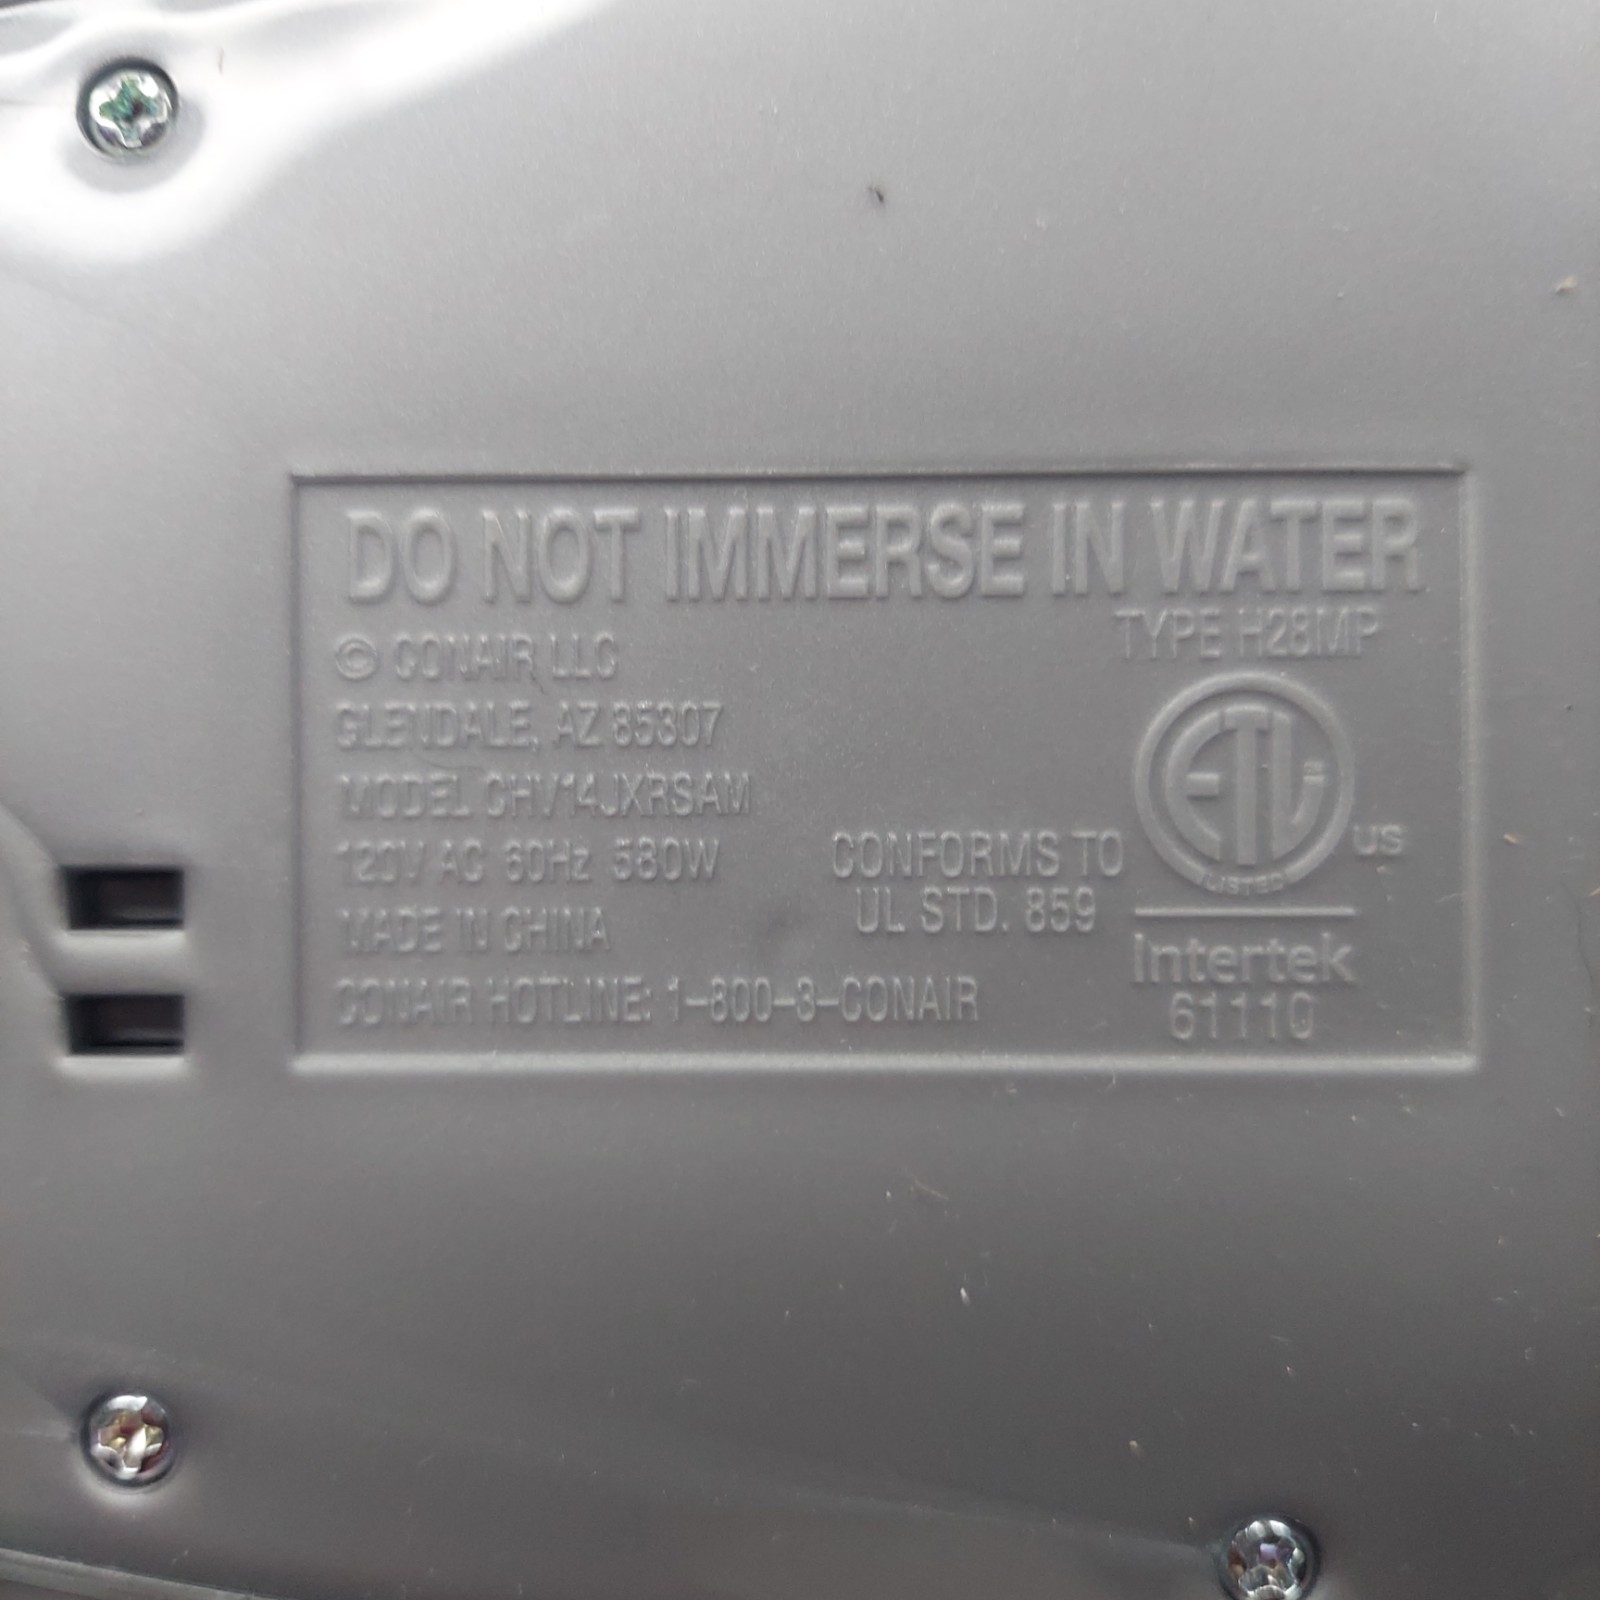 DO NOT IMMERSE IN WATER
TYPE H28MP
© CONAIR LLC
GLENDALE, AZ 85307
MODEL CHV14JXRSAM
120V AC 60Hz 580W
MADE IN CHINA
CONAIR HOTLINE: 1-800-3-CONAIR
CONFORMS TO
UL STD. 859
ETL
LISTED
US
Intertek
61110